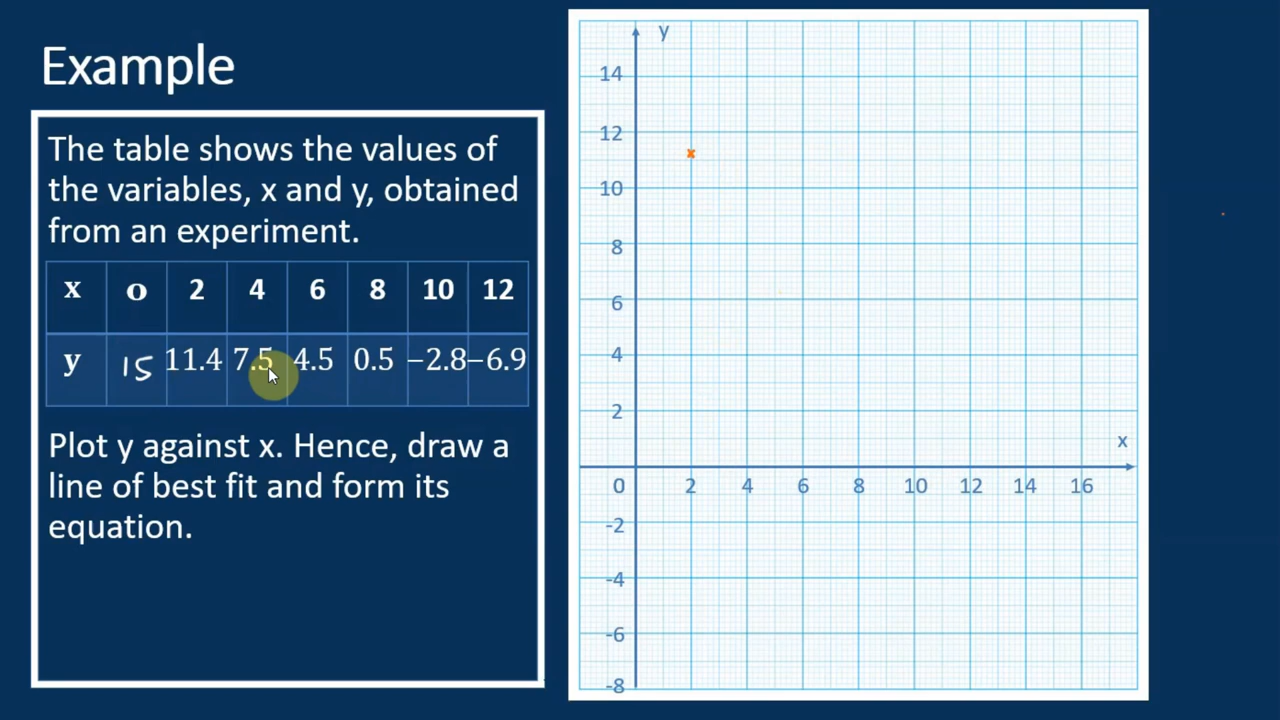 Example
The table shows the values of
the variables, x and y, obtained
from an experiment.
x 0 2 4 6 8 10 12
y 15 11.4 7.5 4.5 0.5 −2.8 −6.9
Plot y against x. Hence, draw a
line of best fit and form its
equation.
y
14
12
10
8
6
4
2
x
0 2 4 6 8 10 12 14 16
-2
-4
-6
-8